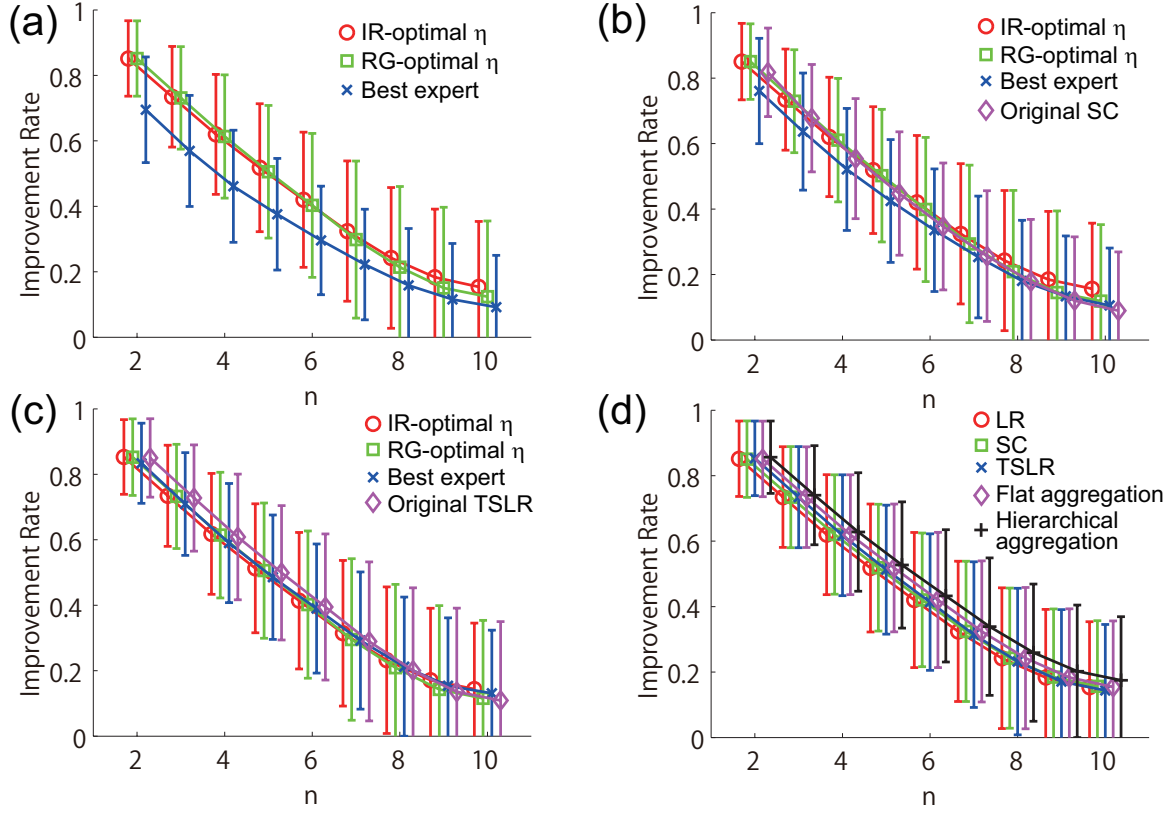 (a)
Improvement Rate
1
0.8
0.6
0.4
0.2
0
2 4 6 8 10
n
IR-optimal η
RG-optimal η
Best expert
(b)
Improvement Rate
1
0.8
0.6
0.4
0.2
0
2 4 6 8 10
n
IR-optimal η
RG-optimal η
Best expert
Original SC
(c)
Improvement Rate
1
0.8
0.6
0.4
0.2
0
2 4 6 8 10
n
IR-optimal η
RG-optimal η
Best expert
Original TSLR
(d)
Improvement Rate
1
0.8
0.6
0.4
0.2
0
2 4 6 8 10
n
LR
SC
TSLR
Flat aggregation
Hierarchical
aggregation